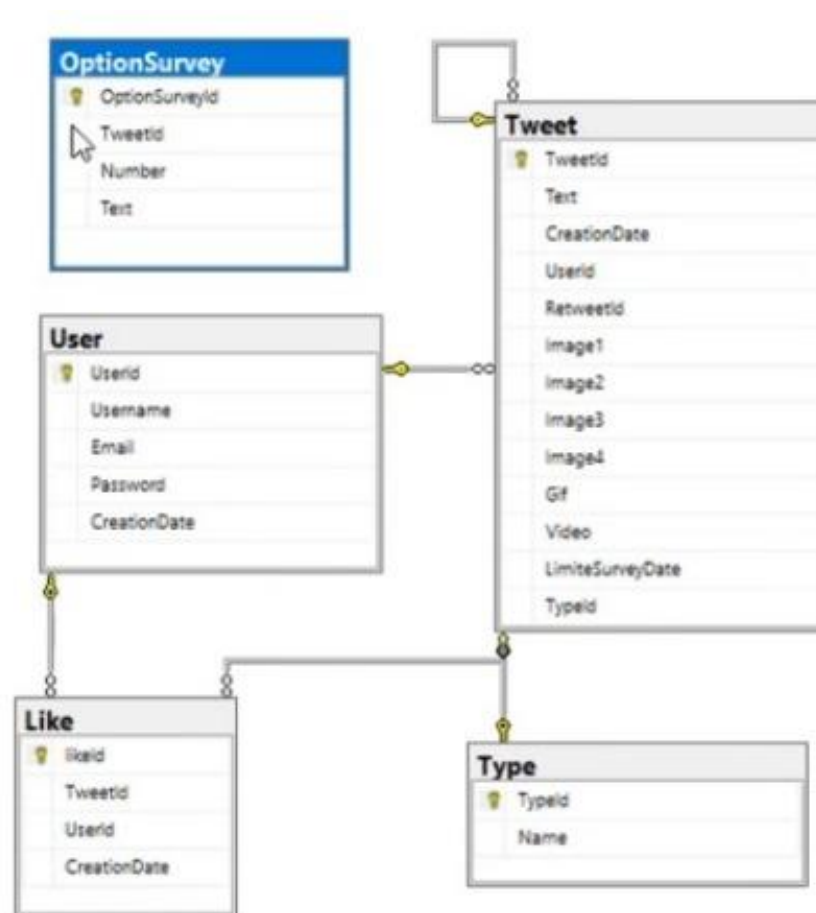 OptionSurvey
OptionSurveyId
TweetId
Number
Text
Tweet
TweetId
Text
CreationDate
UserId
RetweetId
Image1
Image2
Image3
Image4
Gif
Video
LimiteSurveyDate
TypeId
User
UserId
Username
Email
Password
CreationDate
Like
likeId
TweetId
UserId
CreationDate
Type
TypeId
Name